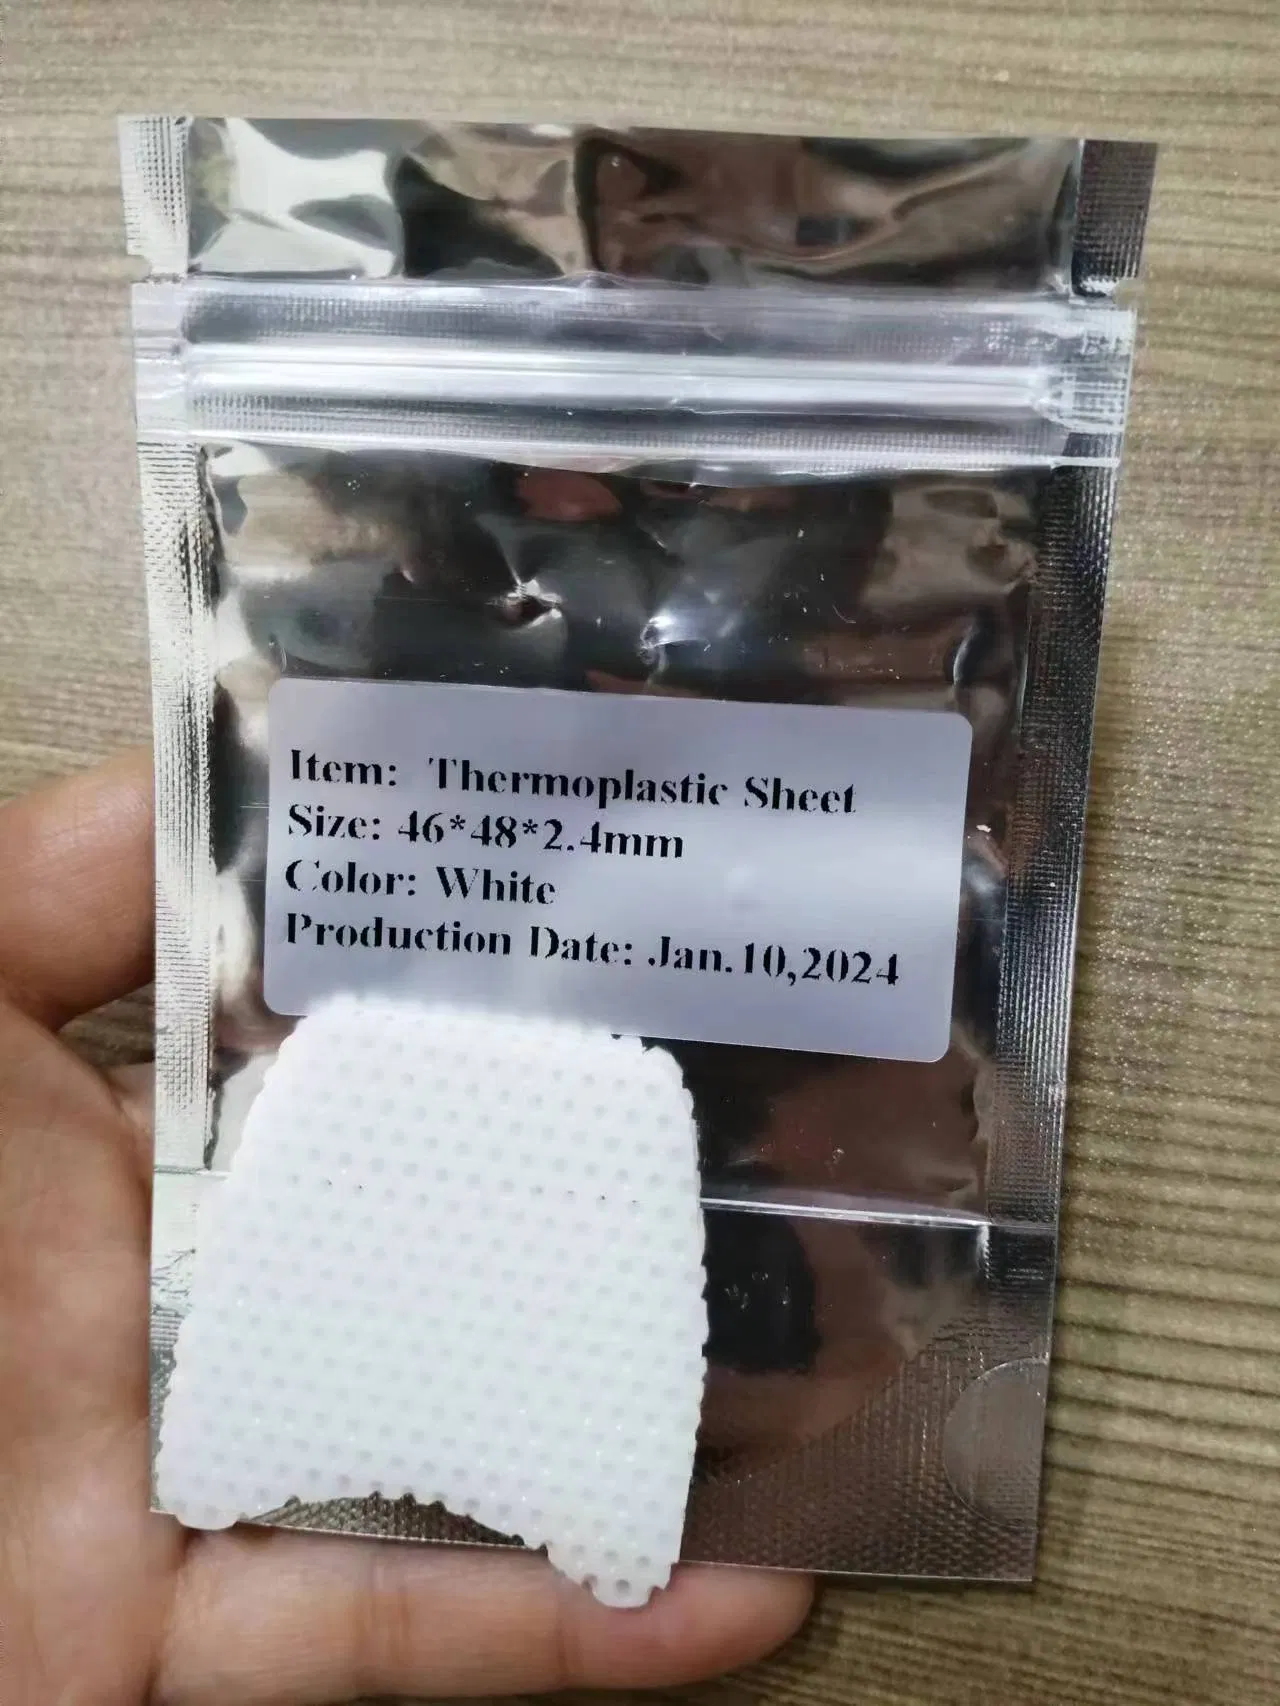 Item: Thermoplastic Sheet
Size: 46*48*2.4mm
Color: White
Production Date: Jan.10,2024